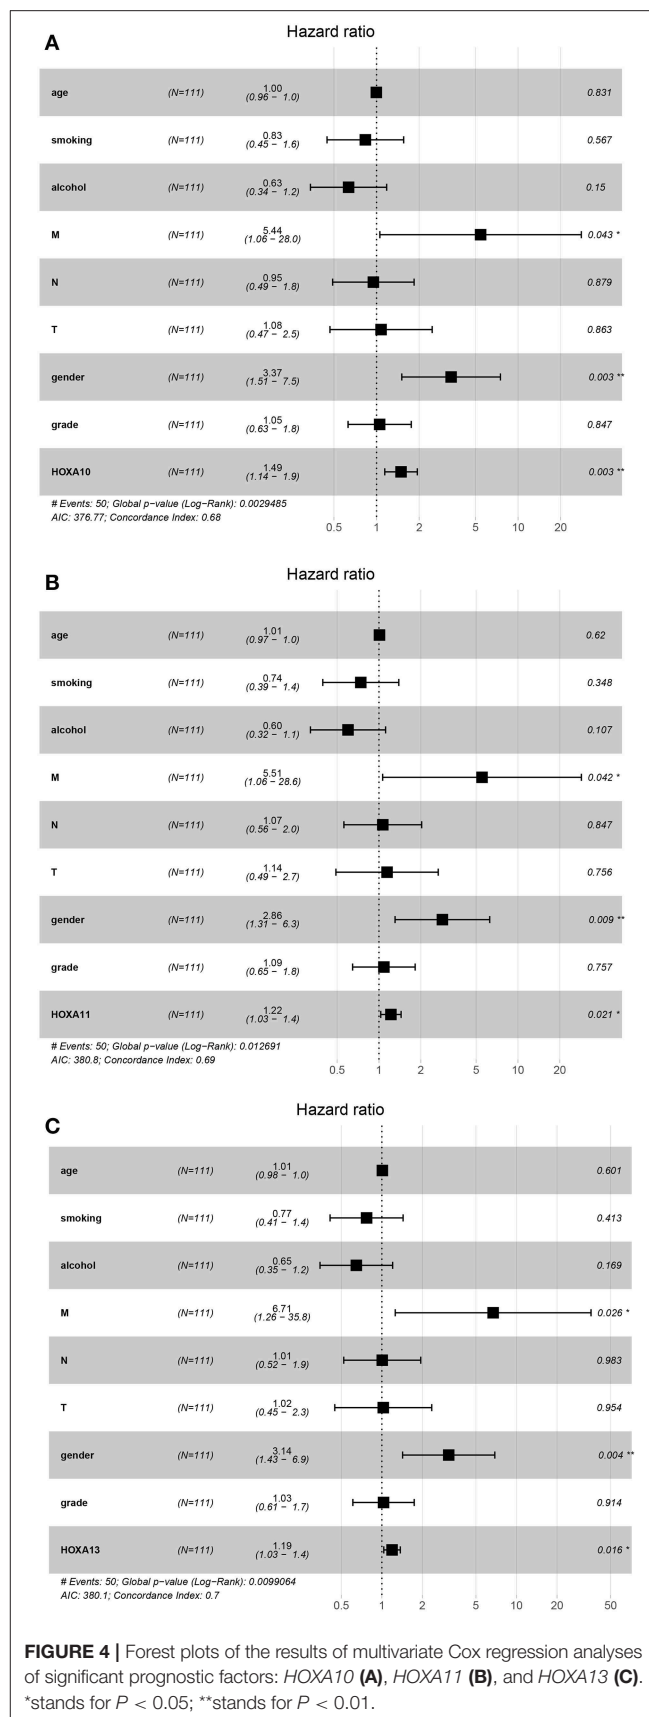 A
Hazard ratio
age (N=111) 1.00 0.831
(0.96 − 1.0)
smoking (N=111) 0.83 0.567
(0.45 − 1.6)
alcohol (N=111) 0.63 0.15
(0.34 − 1.2)
M (N=111) 5.44 0.043 *
(1.06 − 28.0)
N (N=111) 0.95 0.879
(0.49 − 1.8)
T (N=111) 1.08 0.863
(0.47 − 2.5)
gender (N=111) 3.37 0.003 **
(1.51 − 7.5)
grade (N=111) 1.05 0.847
(0.63 − 1.8)
HOXA10 (N=111) 1.49 0.003 **
(1.14 − 1.9)
# Events: 50; Global p−value (Log−Rank): 0.0029485
AIC: 376.77; Concordance Index: 0.68
0.5 1 2 5 10 20
B
Hazard ratio
age (N=111) 1.01 0.62
(0.97 − 1.0)
smoking (N=111) 0.74 0.348
(0.39 − 1.4)
alcohol (N=111) 0.60 0.107
(0.32 − 1.1)
M (N=111) 5.51 0.042 *
(1.06 − 28.6)
N (N=111) 1.07 0.847
(0.56 − 2.0)
T (N=111) 1.14 0.756
(0.49 − 2.7)
gender (N=111) 2.86 0.009 **
(1.31 − 6.3)
grade (N=111) 1.09 0.757
(0.65 − 1.8)
HOXA11 (N=111) 1.22 0.021 *
(1.03 − 1.4)
# Events: 50; Global p−value (Log−Rank): 0.012691
AIC: 380.8; Concordance Index: 0.69
0.5 1 2 5 10 20
C
Hazard ratio
age (N=111) 1.01 0.601
(0.98 − 1.0)
smoking (N=111) 0.77 0.413
(0.41 − 1.4)
alcohol (N=111) 0.65 0.169
(0.35 − 1.2)
M (N=111) 6.71 0.026 *
(1.26 − 35.8)
N (N=111) 1.01 0.983
(0.52 − 1.9)
T (N=111) 1.02 0.954
(0.45 − 2.3)
gender (N=111) 3.14 0.004 **
(1.43 − 6.9)
grade (N=111) 1.03 0.914
(0.61 − 1.7)
HOXA13 (N=111) 1.19 0.016 *
(1.03 − 1.4)
# Events: 50; Global p−value (Log−Rank): 0.0099064
AIC: 380.1; Concordance Index: 0.7
0.5 1 2 5 10 20 50
FIGURE 4 | Forest plots of the results of multivariate Cox regression analyses
of significant prognostic factors: HOXA10 (A), HOXA11 (B), and HOXA13 (C).
*stands for P < 0.05; **stands for P < 0.01.